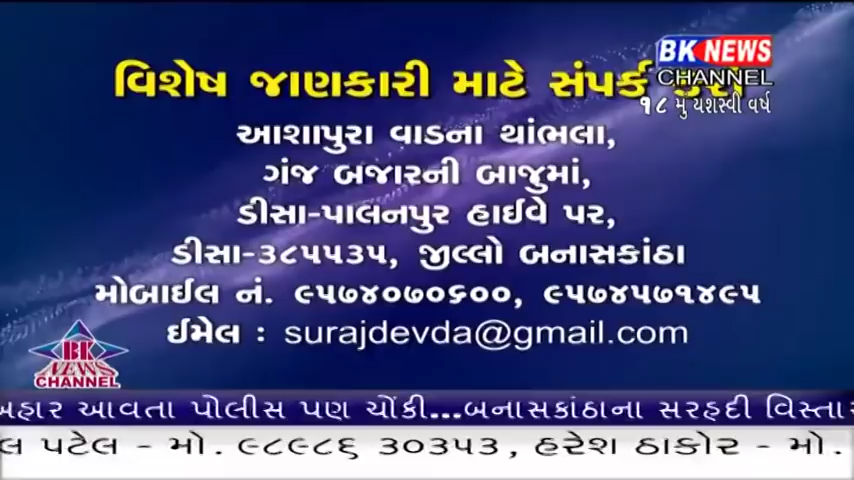 BK NEWS
CHANNEL
૧૮ મું યશસ્વી વર્ષ
વિશેષ જાણકારી માટે સંપર્ક કરો
આશાપુરા વાડના થાંભલા,
ગંજ બજારની બાજુમાં,
ડીસા-પાલનપુર હાઈવે પર,
ડીસા-૩૮૫૫૩૫, જીલ્લો બનાસકાંઠા
મોબાઈલ નં. ૯૫૭૪૦૭૦૬૦૦, ૯૫૭૪૫૭૧૪૯૫
ઈમેલ : surajdevda@gmail.com
BK
NEWS
CHANNEL
આવતા પોલીસ પણ ચોંકી...બનાસકાંઠાના સરહદી
પટેલ - મો. ૯૮૯૮૬ ૩૦૩૫૩, હરેશ ઠાકોર - મો.